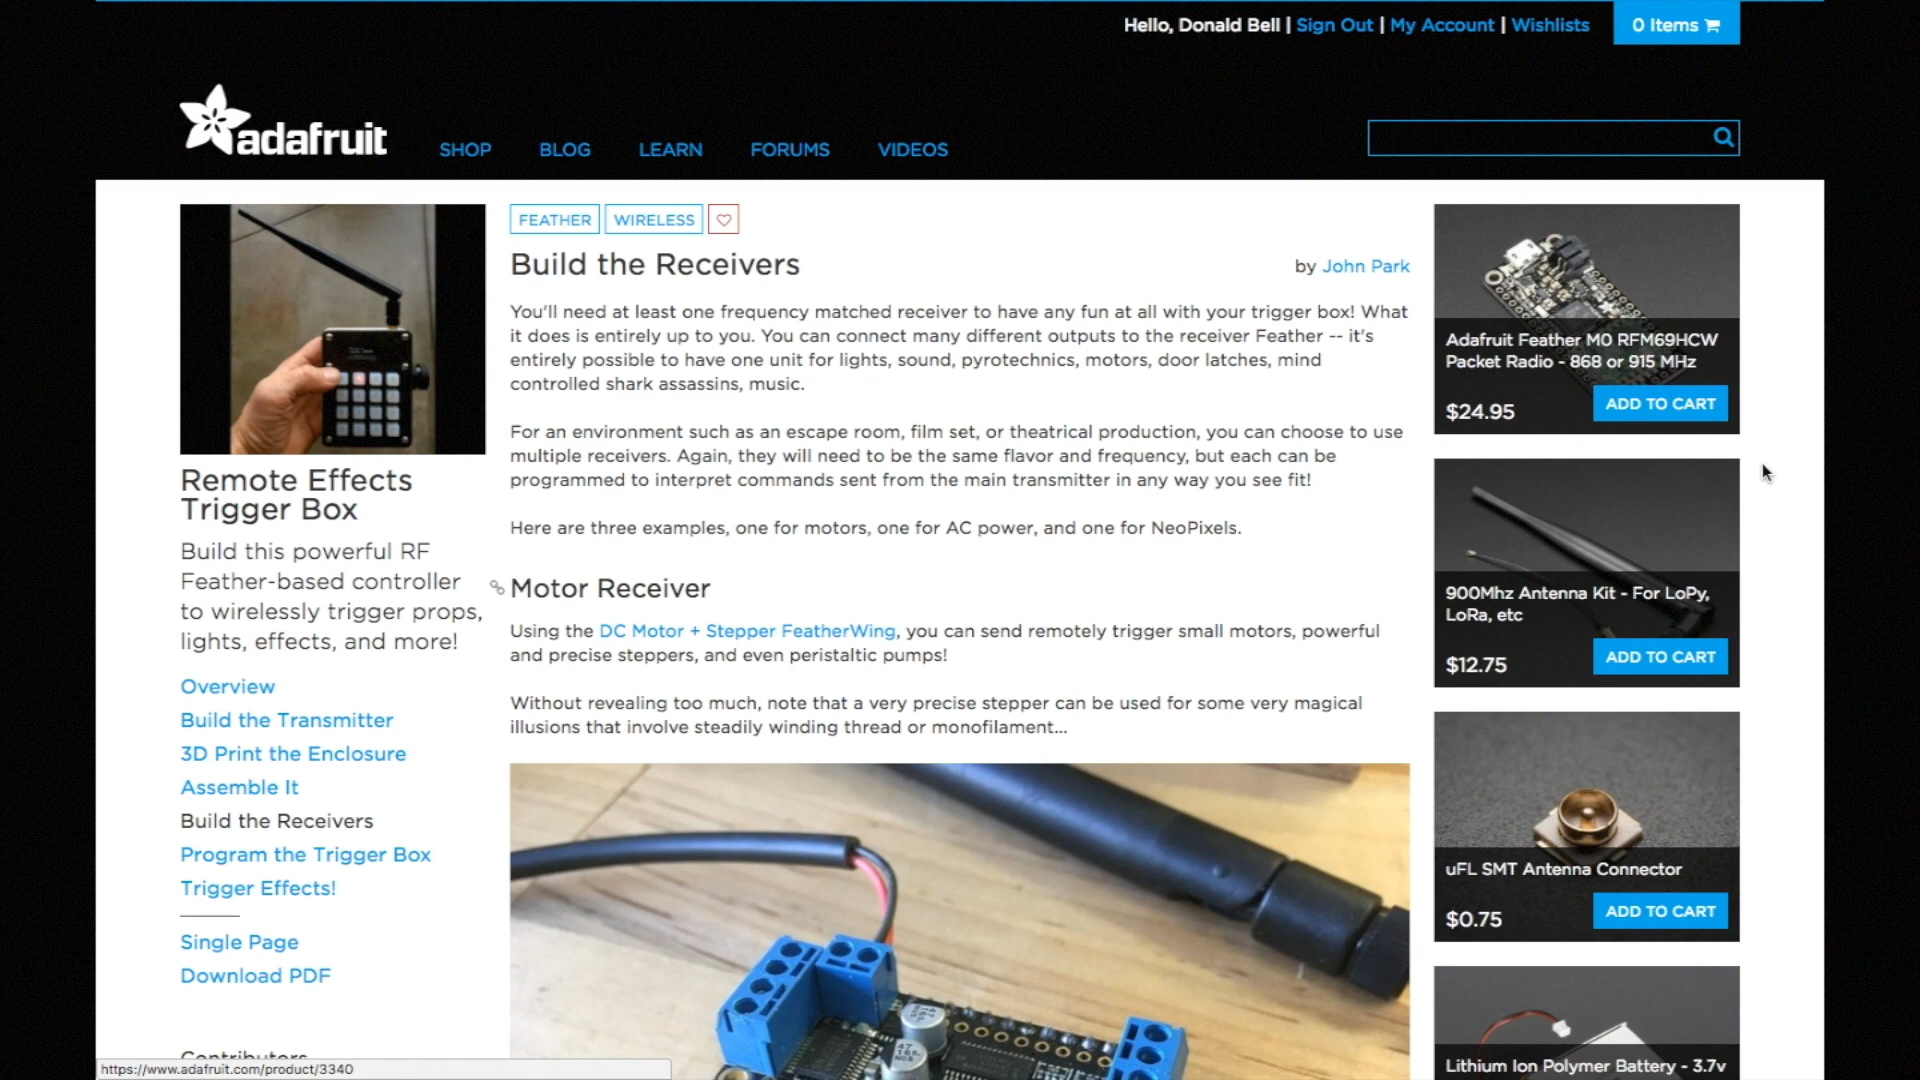 Hello, Donald Bell | Sign Out | My Account | Wishlists
0 Items
adafruit
SHOP BLOG LEARN FORUMS VIDEOS
Remote Effects
Trigger Box
Build this powerful RF
Feather-based controller
to wirelessly trigger props,
lights, effects, and more!
Overview
Build the Transmitter
3D Print the Enclosure
Assemble It
Build the Receivers
Program the Trigger Box
Trigger Effects!
Single Page
Download PDF
Contributors
https://www.adafruit.com/product/3340
FEATHER WIRELESS
Build the Receivers
by John Park
You'll need at least one frequency matched receiver to have any fun at all with your trigger box! What
it does is entirely up to you. You can connect many different outputs to the receiver Feather -- it's
entirely possible to have one unit for lights, sound, pyrotechnics, motors, door latches, mind
controlled shark assassins, music.
For an environment such as an escape room, film set, or theatrical production, you can choose to use
multiple receivers. Again, they will need to be the same flavor and frequency, but each can be
programmed to interpret commands sent from the main transmitter in any way you see fit!
Here are three examples, one for motors, one for AC power, and one for NeoPixels.
Motor Receiver
Using the DC Motor + Stepper FeatherWing, you can send remotely trigger small motors, powerful
and precise steppers, and even peristaltic pumps!
Without revealing too much, note that a very precise stepper can be used for some very magical
illusions that involve steadily winding thread or monofilament...
Adafruit Feather M0 RFM69HCW
Packet Radio - 868 or 915 MHz
$24.95
ADD TO CART
900Mhz Antenna Kit - For LoPy,
LoRa, etc
$12.75
ADD TO CART
uFL SMT Antenna Connector
$0.75
ADD TO CART
Lithium Ion Polymer Battery - 3.7v